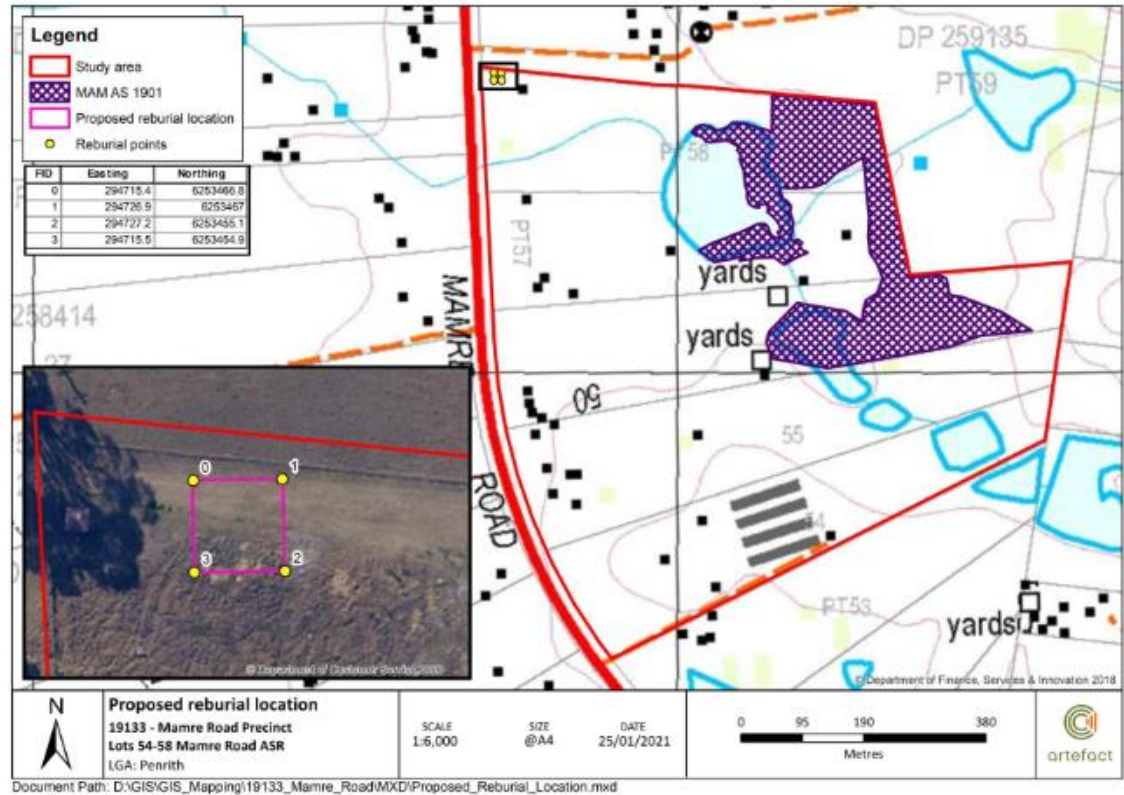 Legend
Study area
MAM AS 1901
Proposed reburial location
Reburial points
FID Easting Northing
0 294715.4 6253466.8
1 294726.9 6253467
2 294727.2 6253455.1
3 294715.5 6253454.9
DP 259135
PT59
PT58
PT57
258414
MAMRE
ROAD
yards
yards
50
55
PT53
yards
0
1
3
2
© Department of Customer Service 2020
© Department of Finance, Services & Innovation 2018
N
Proposed reburial location
19133 - Mamre Road Precinct
Lots 54-58 Mamre Road ASR
LGA: Penrith
SCALE
1:6,000
SIZE
@A4
DATE
25/01/2021
0 95 190 380
Metres
artefact
Document Path: D:\GIS\GIS_Mapping\19133_Mamre_Road\MXD\Proposed_Reburial_Location.mxd